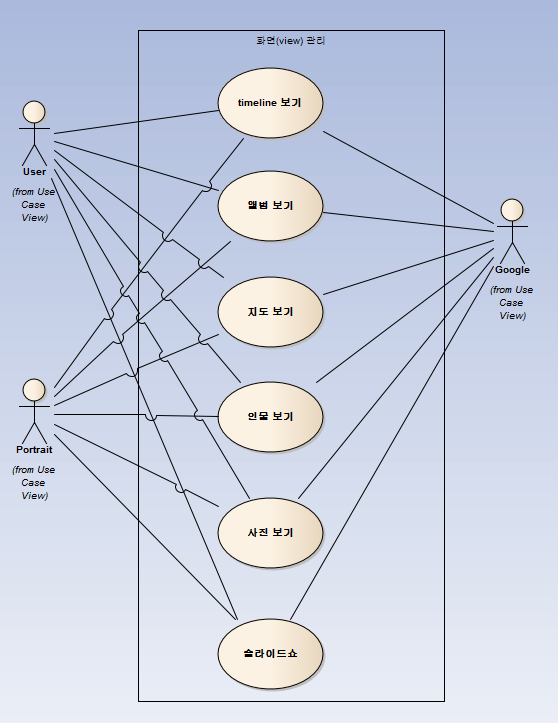 화면(view) 관리
timeline 보기
User
(from Use
Case
View)
앨범 보기
Google
(from Use
Case
View)
지도 보기
인물 보기
Portrait
(from Use
Case
View)
사진 보기
슬라이드쇼